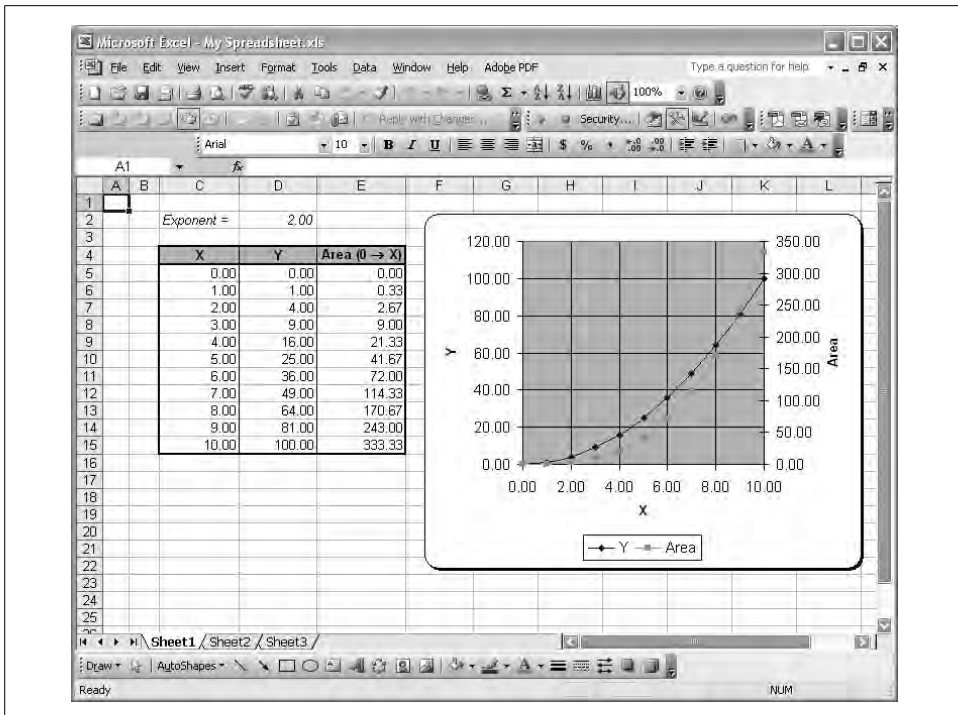 Microsoft Excel - My Spreadsheet.xls
File Edit View Insert Format Tools Data Window Help Adobe PDF Type a question for help
Σ 100%
Reply with Changes... Security...
Arial 10 B I U $ % , A
A1 fx
A B C D E F G H I J K L
1
2 Exponent = 2.00
3
4 X Y Area (0 → X)
5 0.00 0.00 0.00
6 1.00 1.00 0.33
7 2.00 4.00 2.67
8 3.00 9.00 9.00
9 4.00 16.00 21.33
10 5.00 25.00 41.67
11 6.00 36.00 72.00
12 7.00 49.00 114.33
13 8.00 64.00 170.67
14 9.00 81.00 243.00
15 10.00 100.00 333.33
16
17
18
19
20
21
22
23
24
25
120.00 350.00
100.00 300.00
80.00 250.00
200.00
60.00 150.00
40.00 100.00
20.00 50.00
0.00 0.00
Y
Area
0.00 2.00 4.00 6.00 8.00 10.00
X
Y Area
Sheet1 Sheet2 Sheet3
Draw AutoShapes A
Ready NUM